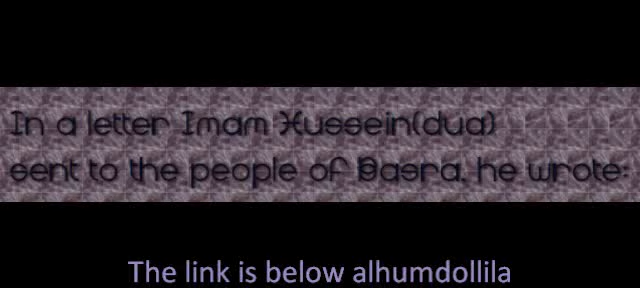 In a letter Imam Hussein(dua)
sent to the people of Basra, he wrote:
The link is below alhumdollila